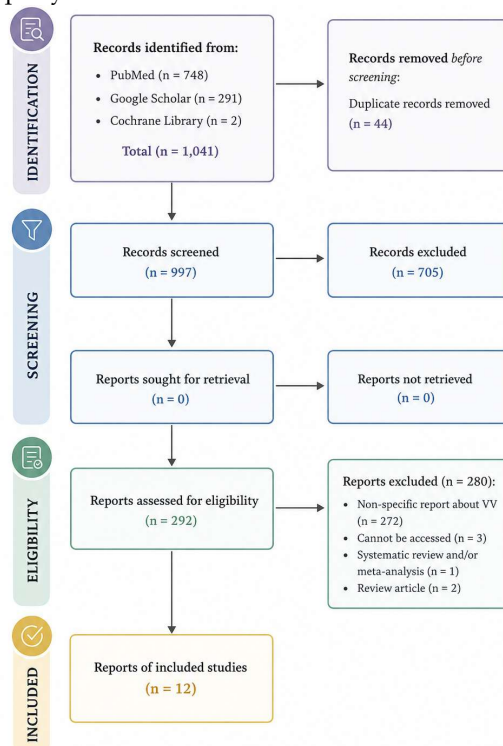 IDENTIFICATION
Records identified from:
• PubMed (n = 748)
• Google Scholar (n = 291)
• Cochrane Library (n = 2)
Total (n = 1,041)
Records removed before
screening:
Duplicate records removed
(n = 44)
SCREENING
Records screened
(n = 997)
Records excluded
(n = 705)
Reports sought for retrieval
(n = 0)
Reports not retrieved
(n = 0)
ELIGIBILITY
Reports assessed for eligibility
(n = 292)
Reports excluded (n = 280):
• Non-specific report about VV
(n = 272)
• Cannot be accessed (n = 3)
• Systematic review and/or
meta-analysis (n = 1)
• Review article (n = 2)
INCLUDED
Reports of included studies
(n = 12)